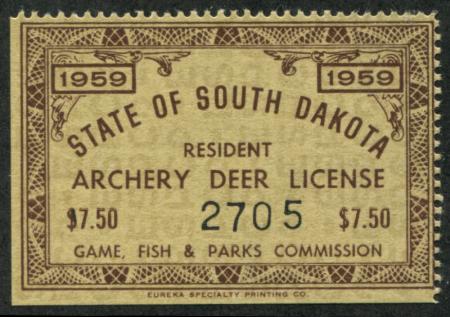 1959 1959
STATE OF SOUTH DAKOTA
RESIDENT
ARCHERY DEER LICENSE
$7.50 2705 $7.50
GAME, FISH & PARKS COMMISSION
EUREKA SPECIALTY PRINTING CO.